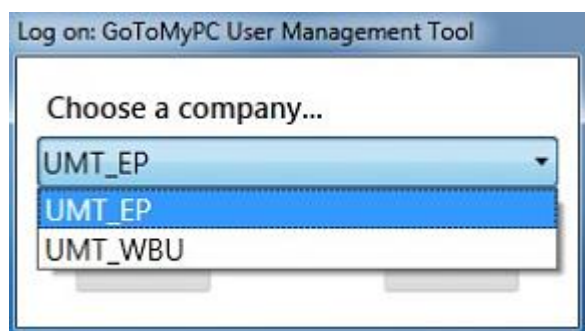 Log on: GoToMyPC User Management Tool
Choose a company...
UMT_EP
UMT_EP
UMT_WBU